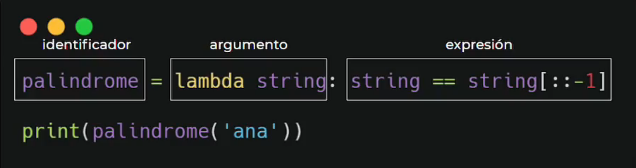 identificador argumento expresión
palindrome = lambda string: string == string[::-1]
print(palindrome('ana'))